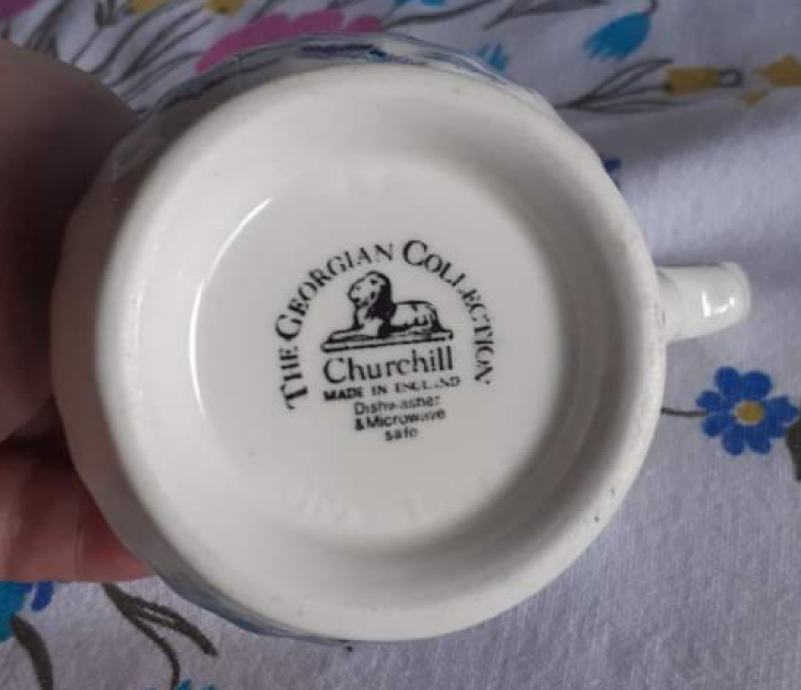 THE GEORGIAN COLLECTION
Churchill
MADE IN ENGLAND
Dishwasher
& Microwave
safe